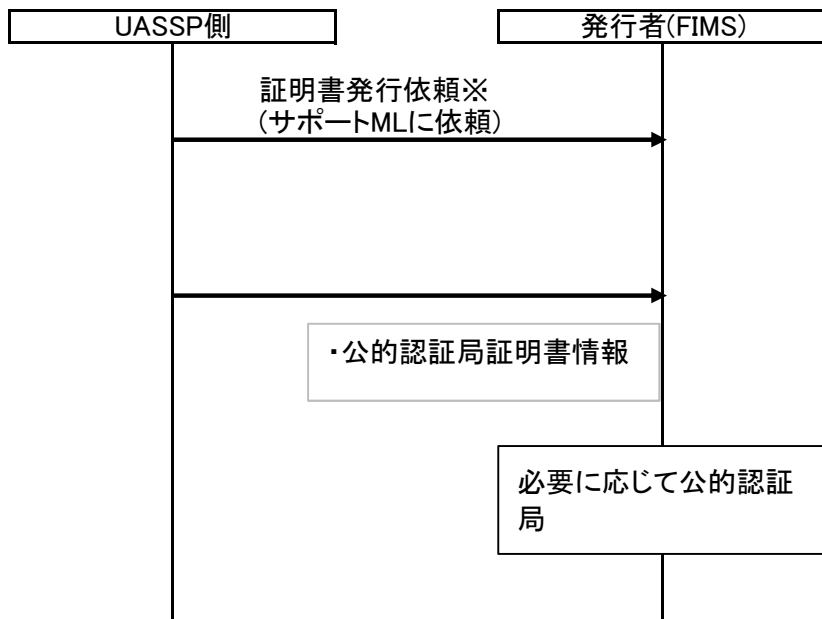 UASSP側
発行者(FIMS)
証明書発行依頼※
(サポートMLに依頼)
・公的認証局証明書情報
必要に応じて公的認証
局